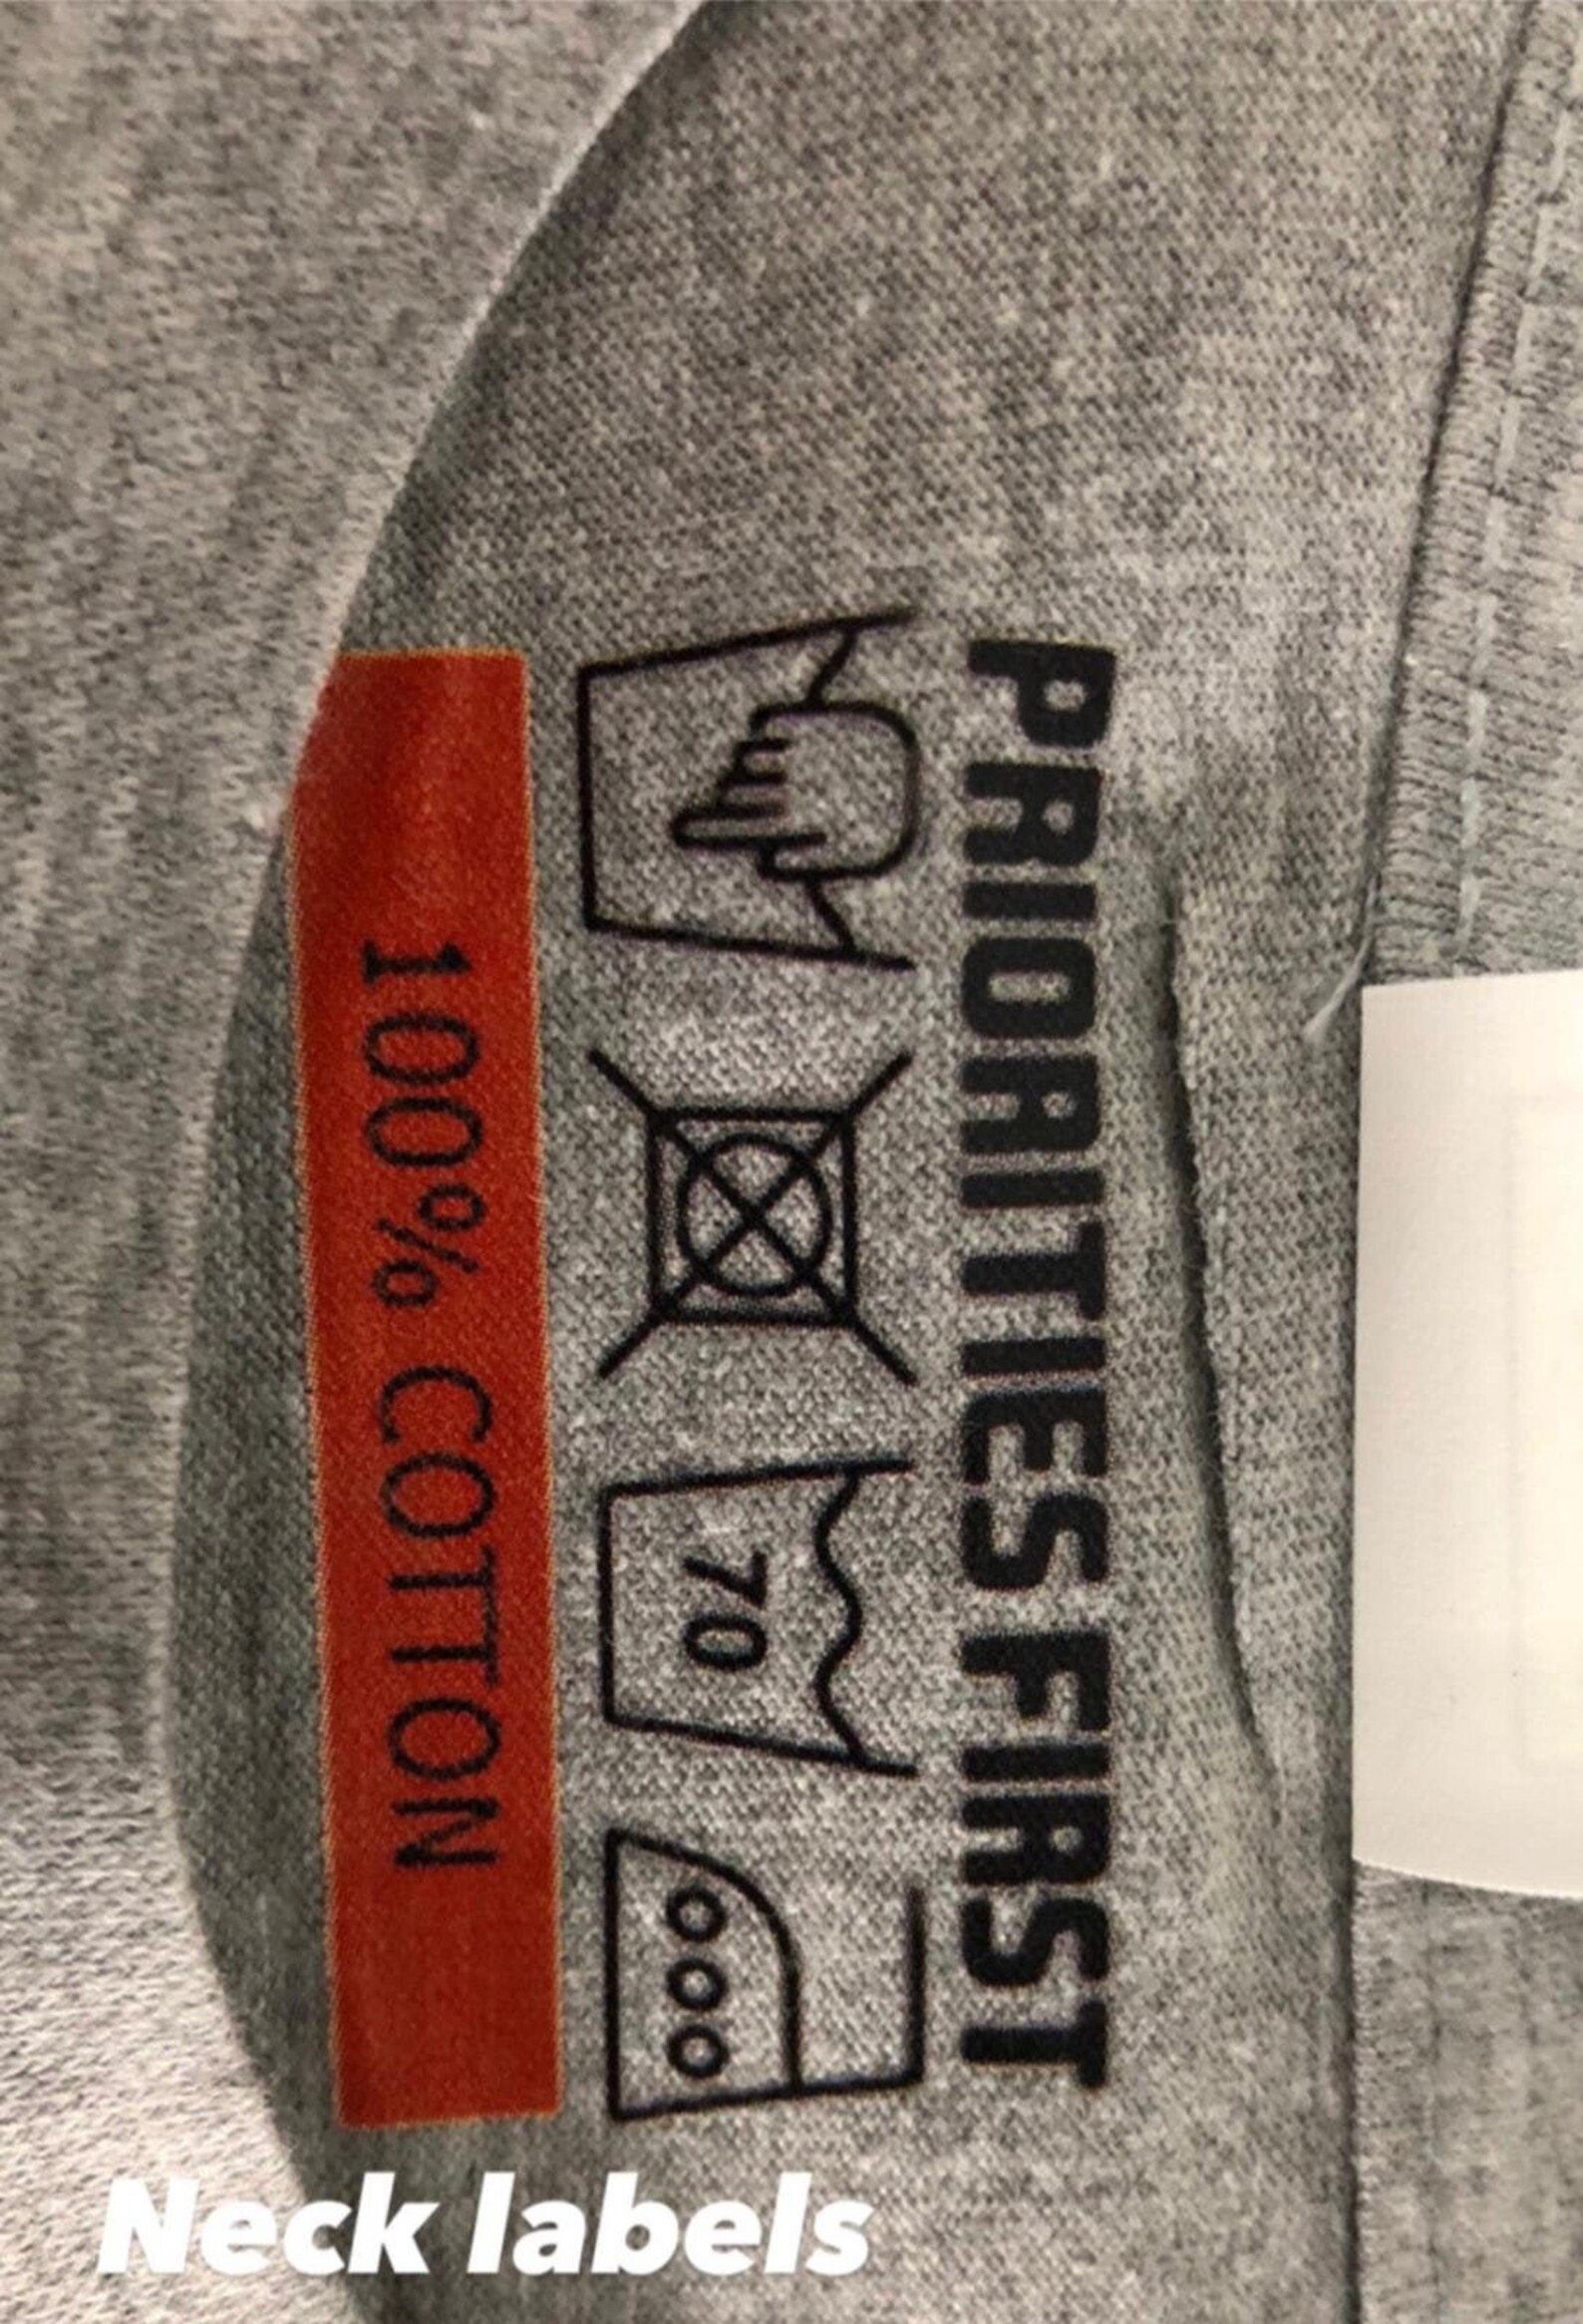 PRIORITIES FIRST
70
100% COTTON
Neck labels